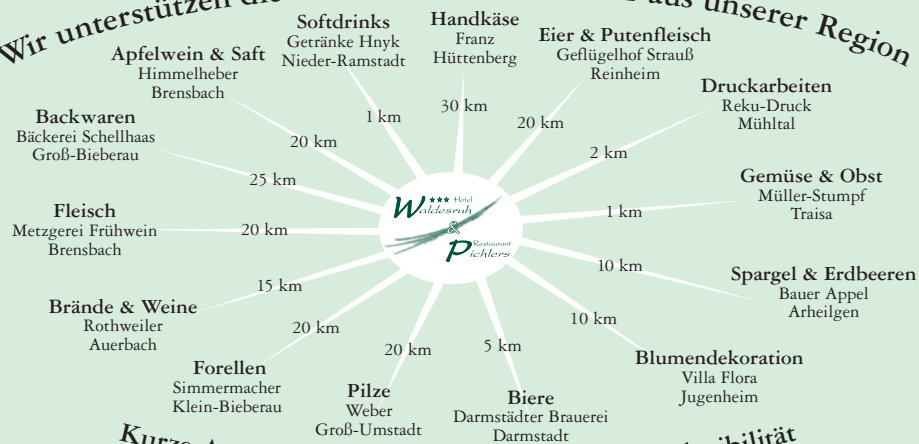 Wir unterstützen die
aus unserer Region
Softdrinks
Getränke Hnyk
Nieder-Ramstadt
1 km
Handkäse
Franz
Hüttenberg
30 km
Eier & Putenfleisch
Geflügelhof Strauß
Reinheim
20 km
Druckarbeiten
Reku-Druck
Mühltal
2 km
Gemüse & Obst
Müller-Stumpf
Traisa
1 km
Spargel & Erdbeeren
Bauer Appel
Arheilgen
10 km
Blumendekoration
Villa Flora
Jugenheim
10 km
Biere
Darmstädter Brauerei
Darmstadt
5 km
Pilze
Weber
Groß-Umstadt
20 km
Forellen
Simmermacher
Klein-Bieberau
20 km
Brände & Weine
Rothweiler
Auerbach
15 km
Fleisch
Metzgerei Frühwein
Brensbach
20 km
Backwaren
Bäckerei Schellhaas
Groß-Bieberau
25 km
Apfelwein & Saft
Himmelheber
Brensbach
20 km
*** Hotel
Waldesruh
&
Restaurant
Pichlers
Kurze